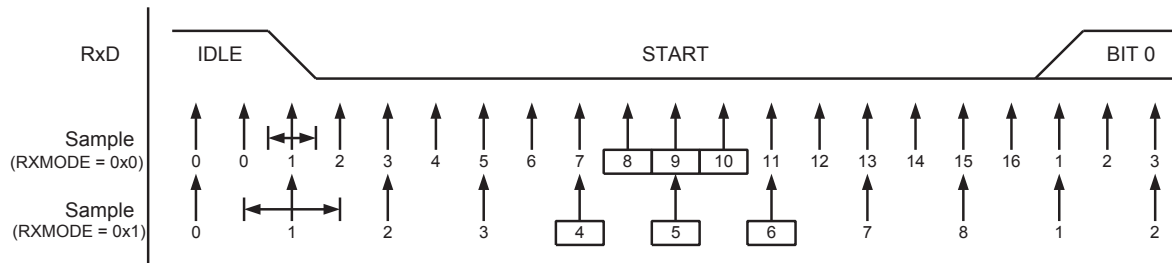 RxD IDLE START BIT 0
Sample
(RXMODE = 0x0) 0 0 1 2 3 4 5 6 7 8 9 10 11 12 13 14 15 16 1 2 3
Sample
(RXMODE = 0x1) 0 1 2 3 4 5 6 7 8 1 2